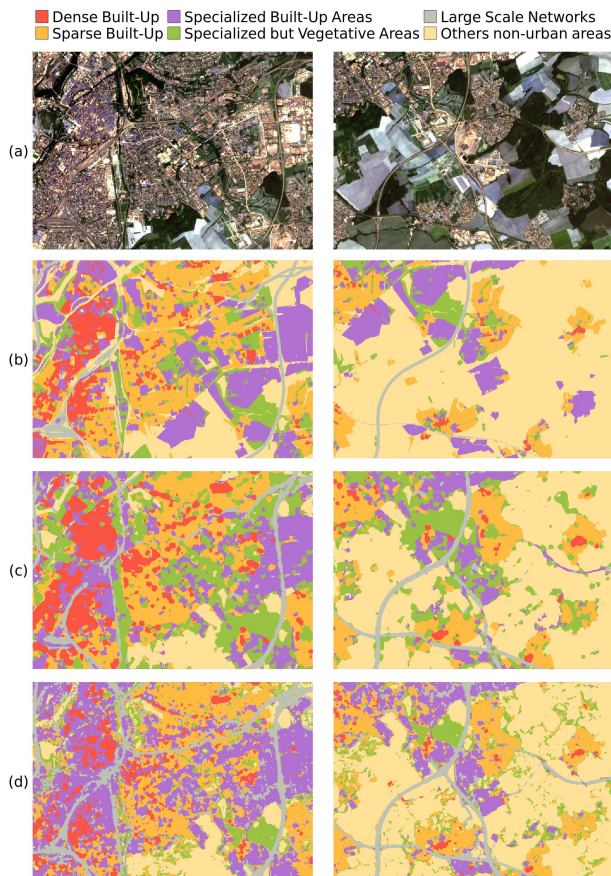 Dense Built-Up Specialized Built-Up Areas Large Scale Networks
Sparse Built-Up Specialized but Vegetative Areas Others non-urban areas
(a)
(b)
(c)
(d)